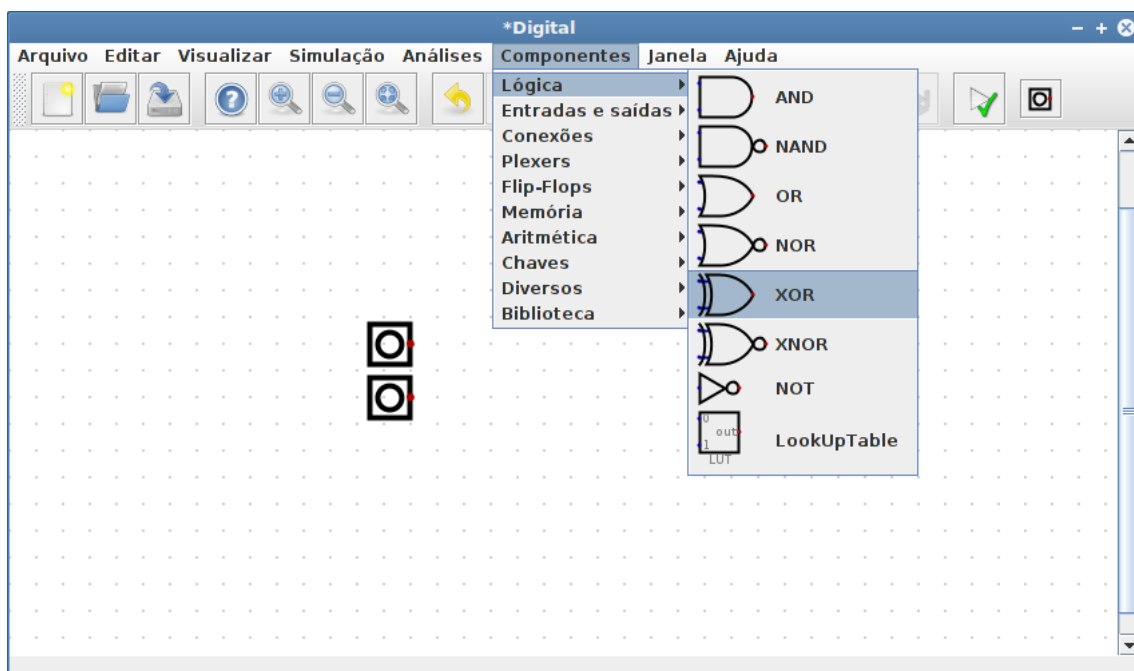 *Digital
Arquivo Editar Visualizar Simulação Análises Componentes Janela Ajuda
Lógica
Entradas e saídas
Conexões
Plexers
Flip-Flops
Memória
Aritmética
Chaves
Diversos
Biblioteca
AND
NAND
OR
NOR
XOR
XNOR
NOT
0
out
1
LookUpTable
LUT